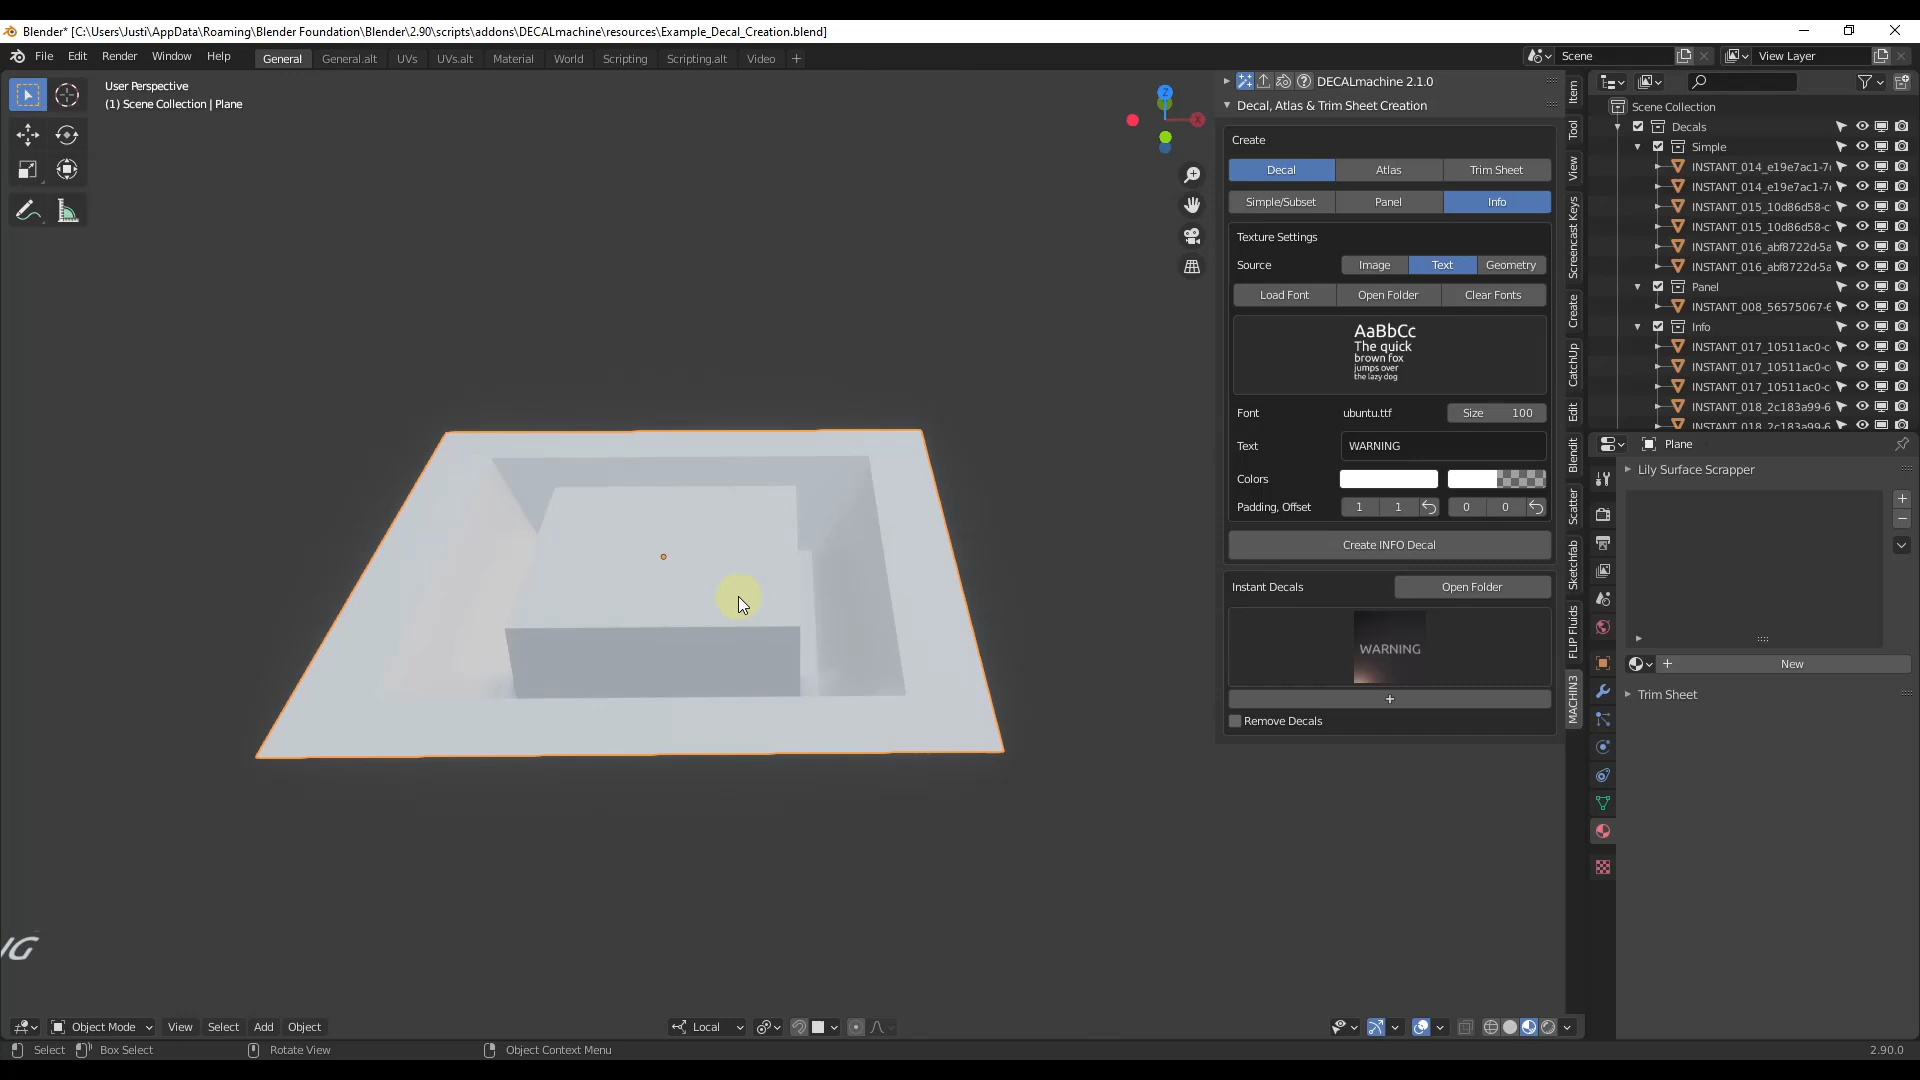 Blender* [C:\Users\Justi\AppData\Roaming\Blender Foundation\Blender\2.90\scripts\addons\DECALmachine\resources\Example_Decal_Creation.blend]
File Edit Render Window Help General General.alt UVs UVs.alt Material World Scripting Scripting.alt Video + Scene View Layer
User Perspective
(1) Scene Collection | Plane
Z
X
DECALmachine 2.1.0
Decal, Atlas & Trim Sheet Creation
Create
Decal Atlas Trim Sheet
Simple/Subset Panel Info
Texture Settings
Source Image Text Geometry
Load Font Open Folder Clear Fonts
AaBbCc
The quick
brown fox
jumps over
the lazy dog
Font ubuntu.ttf Size 100
Text WARNING
Colors
Padding, Offset 1 1 0 0
Create INFO Decal
Instant Decals Open Folder
WARNING
+
Remove Decals
Item
Tool
View
Screencast Keys
Create
CatchUp
Edit
Blendit
Scatter
Sketchfab
FLIP Fluids
MACHIN3
Scene Collection
Decals
Simple
INSTANT_014_e19e7ac1-7
INSTANT_014_e19e7ac1-7
INSTANT_015_10d86d58-c
INSTANT_015_10d86d58-c
INSTANT_016_abf8722d-5a
INSTANT_016_abf8722d-5a
Panel
INSTANT_008_56575067-6
Info
INSTANT_017_10511ac0-c
INSTANT_017_10511ac0-c
INSTANT_017_10511ac0-c
INSTANT_018_2c183a99-6
INSTANT_018_2c183a99-6
Plane
Lily Surface Scrapper
+ New
Trim Sheet
NG
Object Mode View Select Add Object Local
Select Box Select Rotate View Object Context Menu 2.90.0